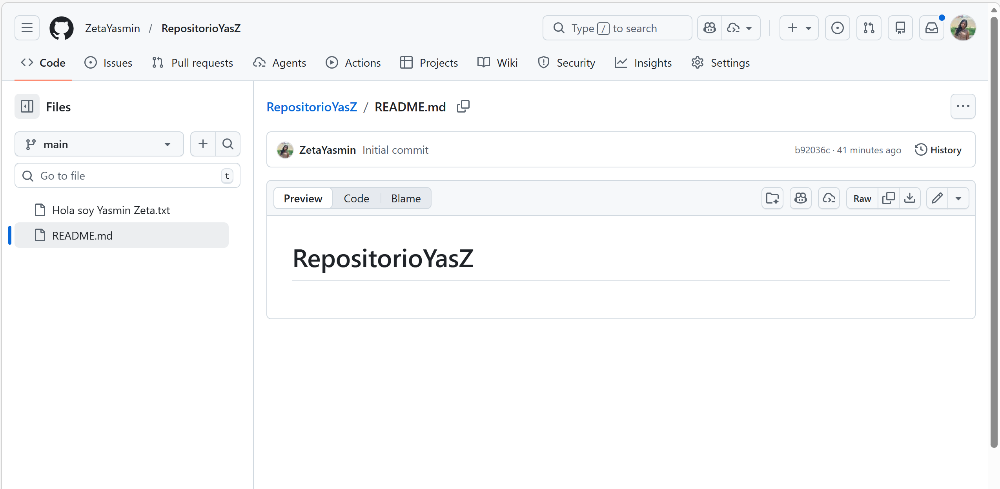 ZetaYasmin / RepositorioYasZ
Type / to search
Code Issues Pull requests Agents Actions Projects Wiki Security Insights Settings
Files
main
Go to file t
Hola soy Yasmin Zeta.txt
README.md
RepositorioYasZ / README.md
ZetaYasmin Initial commit b92036c · 41 minutes ago History
Preview Code Blame Raw
RepositorioYasZ